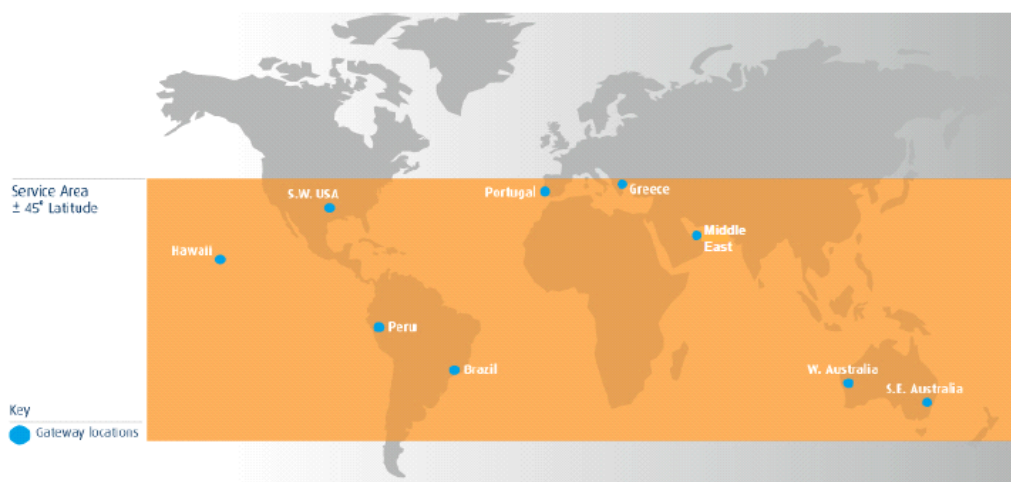 Service Area
± 45° Latitude
S.W. USA
Portugal
Greece
Middle
East
Hawaii
Peru
Brazil
W. Australia
S.E. Australia
Key
Gateway locations